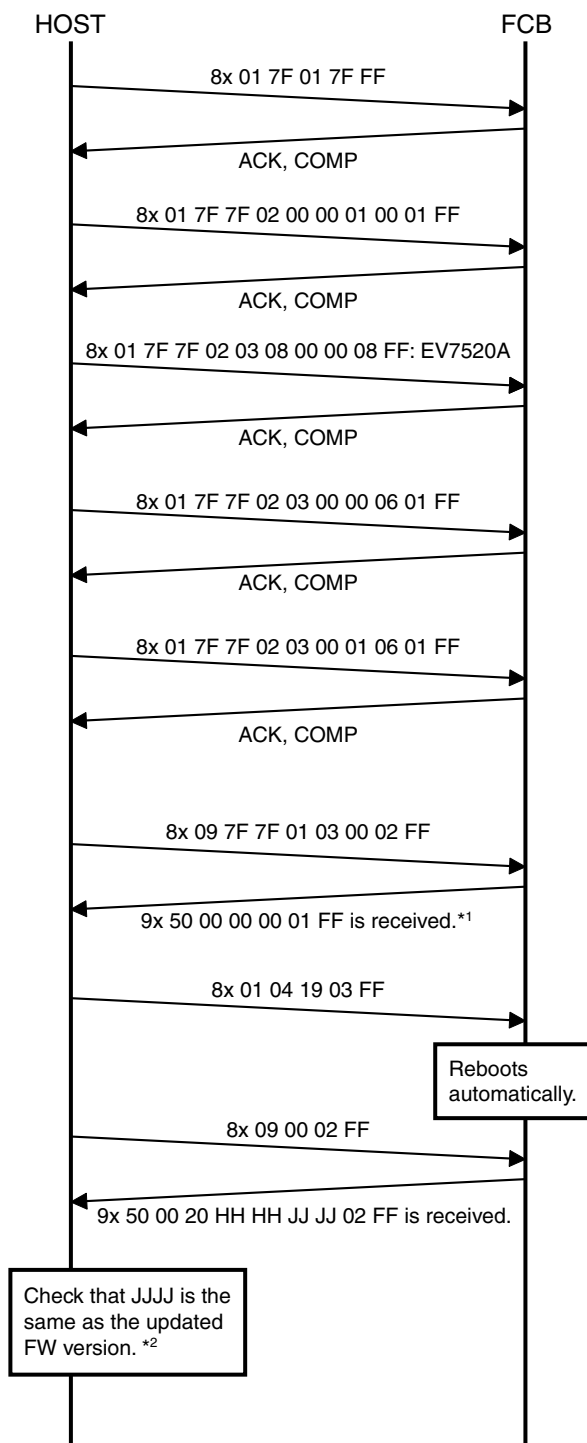 HOST FCB
8x 01 7F 01 7F FF
ACK, COMP
8x 01 7F 7F 02 00 00 01 00 01 FF
ACK, COMP
8x 01 7F 7F 02 03 08 00 00 08 FF: EV7520A
ACK, COMP
8x 01 7F 7F 02 03 00 00 06 01 FF
ACK, COMP
8x 01 7F 7F 02 03 00 01 06 01 FF
ACK, COMP
8x 09 7F 7F 01 03 00 02 FF
9x 50 00 00 00 01 FF is received.*1
8x 01 04 19 03 FF
Reboots
automatically.
8x 09 00 02 FF
9x 50 00 20 HH HH JJ JJ 02 FF is received.
Check that JJJJ is the
same as the updated
FW version. *2